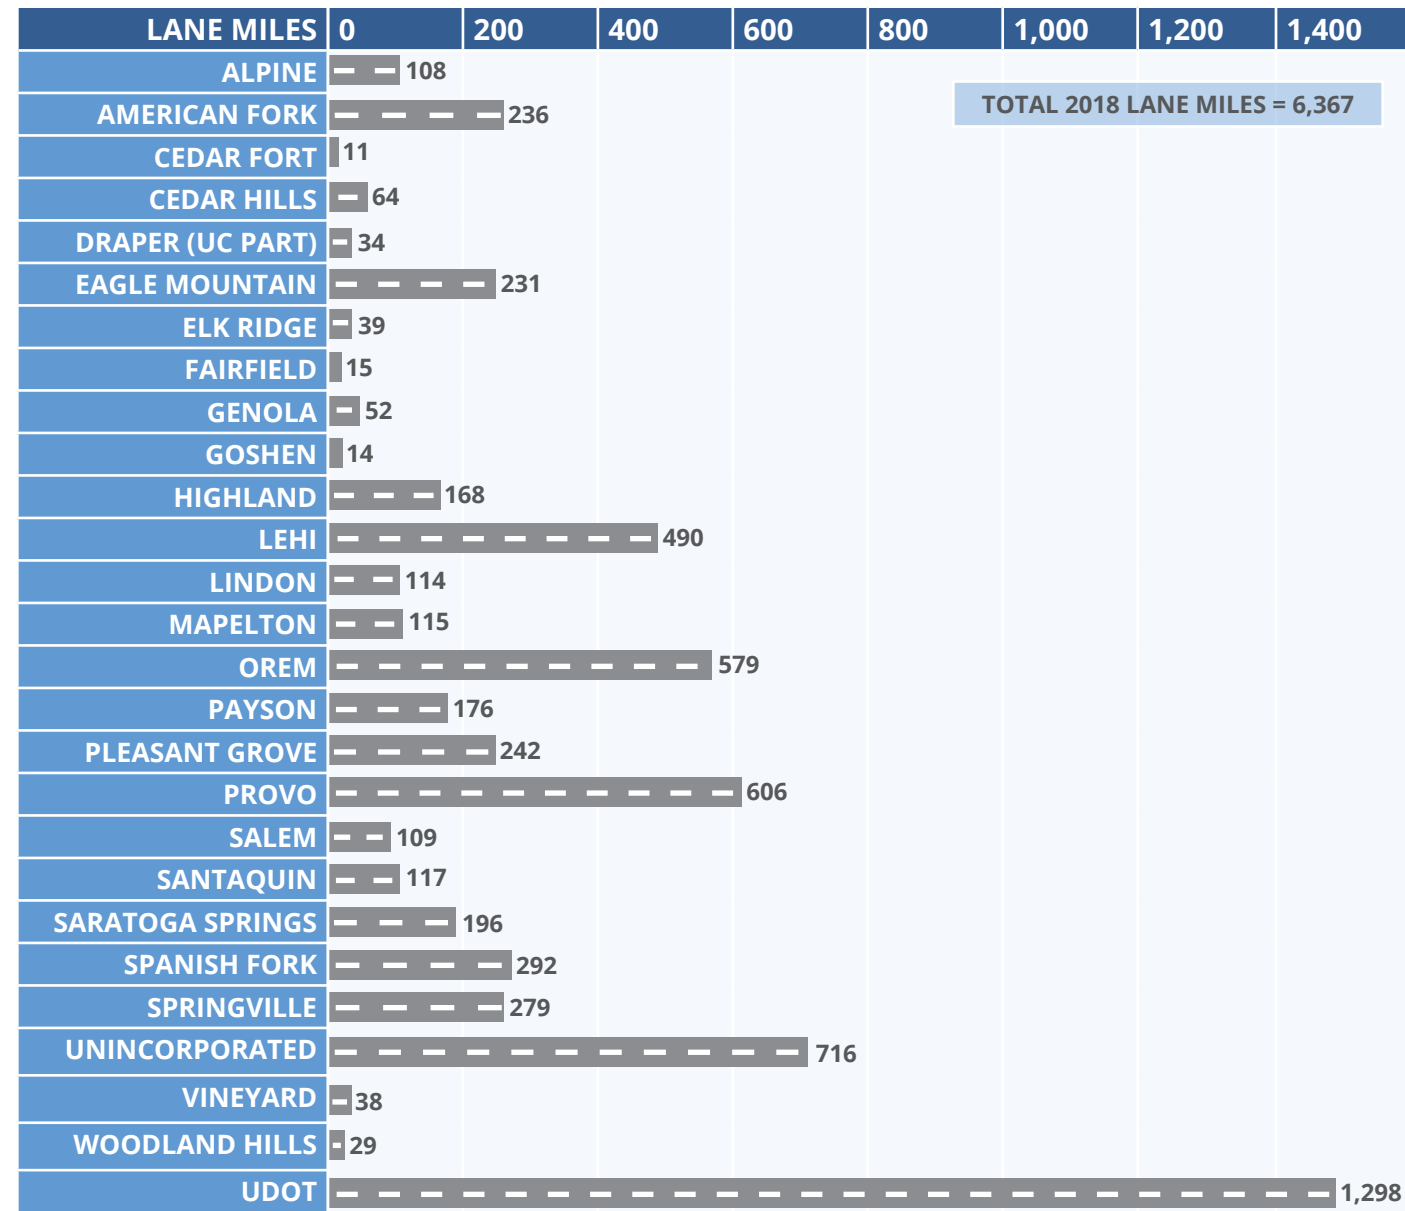 LANE MILES 0 200 400 600 800 1,000 1,200 1,400
ALPINE 108
TOTAL 2018 LANE MILES = 6,367
AMERICAN FORK 236
CEDAR FORT 11
CEDAR HILLS 64
DRAPER (UC PART) 34
EAGLE MOUNTAIN 231
ELK RIDGE 39
FAIRFIELD 15
GENOLA 52
GOSHEN 14
HIGHLAND 168
LEHI 490
LINDON 114
MAPELTON 115
OREM 579
PAYSON 176
PLEASANT GROVE 242
PROVO 606
SALEM 109
SANTAQUIN 117
SARATOGA SPRINGS 196
SPANISH FORK 292
SPRINGVILLE 279
UNINCORPORATED 716
VINEYARD 38
WOODLAND HILLS 29
UDOT 1,298